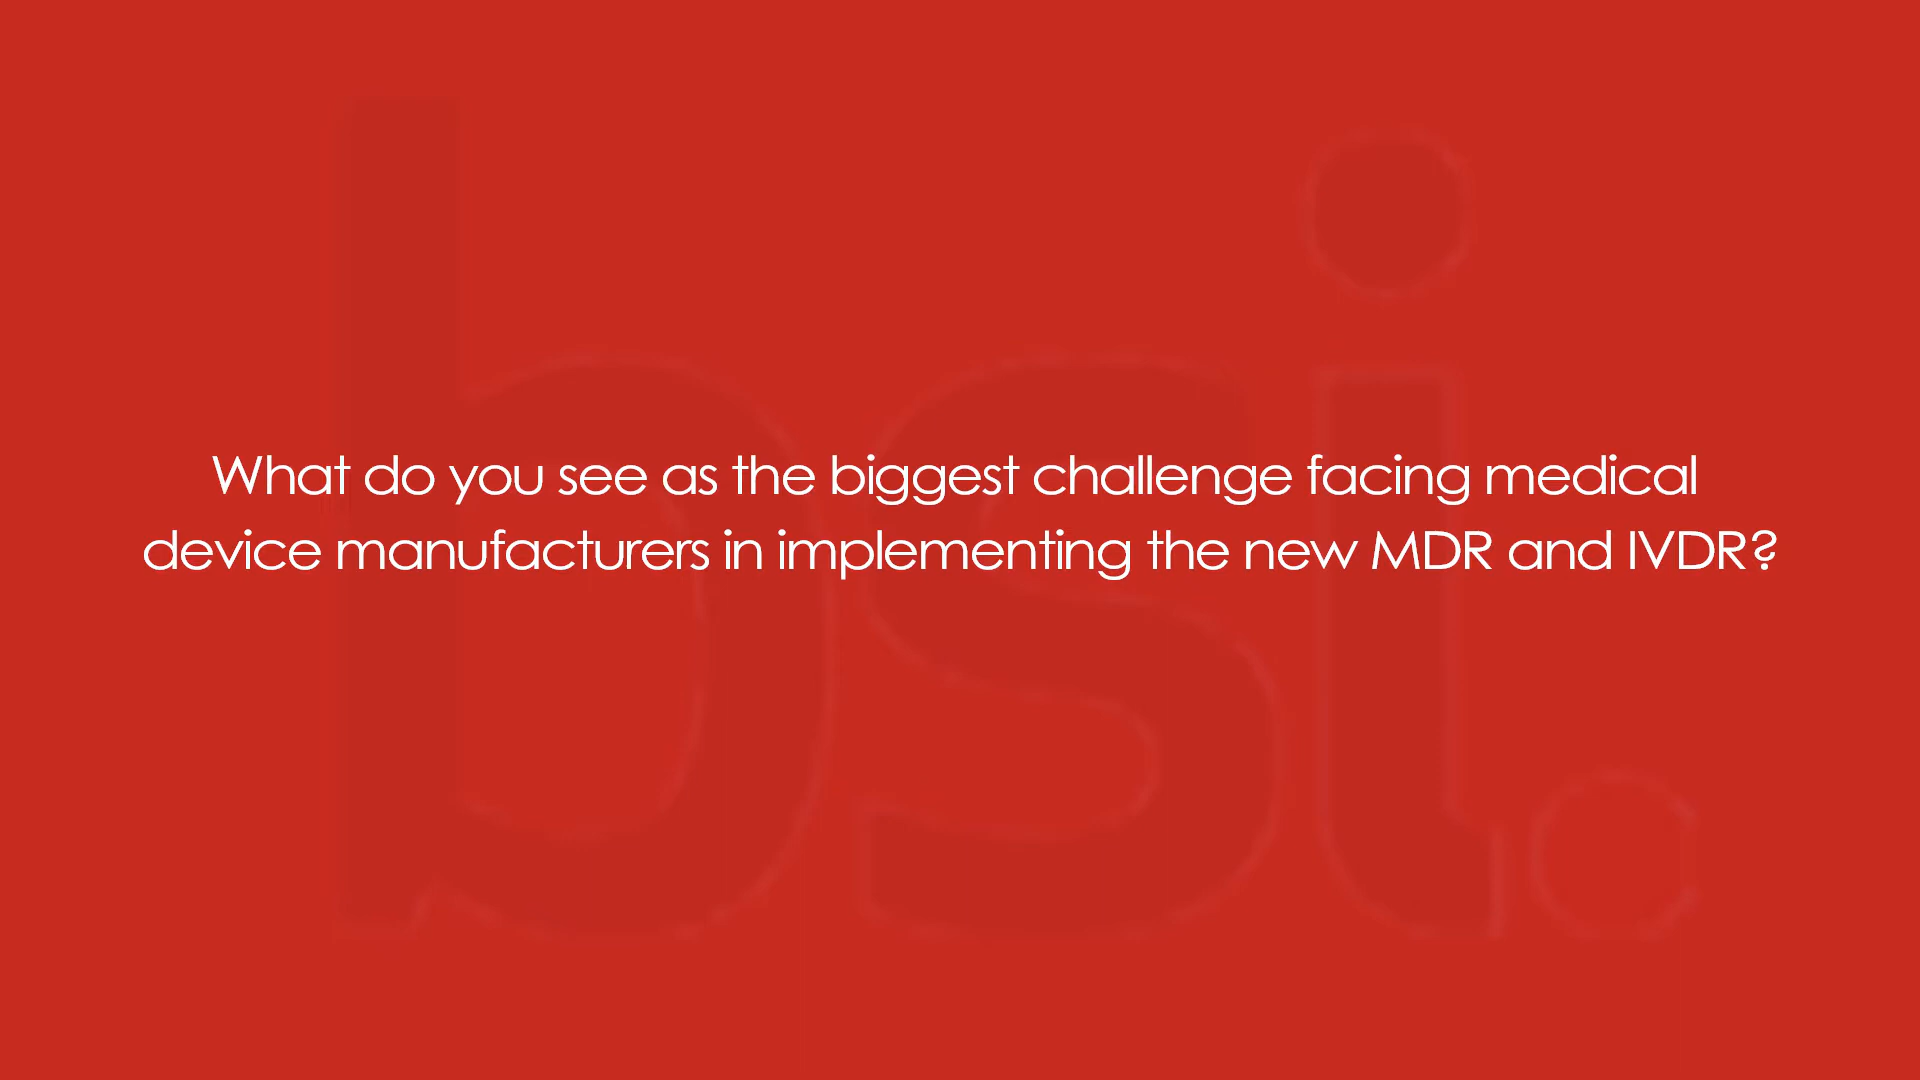 What do you see as the biggest challenge facing medical
device manufacturers in implementing the new MDR and IVDR?
bsi.